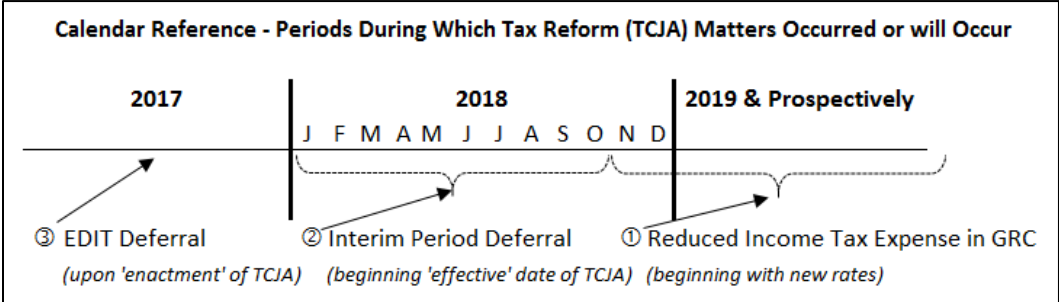 Calendar Reference - Periods During Which Tax Reform (TCJA) Matters Occurred or will Occur
2017 2018 2019 & Prospectively
J F M A M J J A S O N D
③ EDIT Deferral ② Interim Period Deferral ① Reduced Income Tax Expense in GRC
(upon 'enactment' of TCJA) (beginning 'effective' date of TCJA) (beginning with new rates)